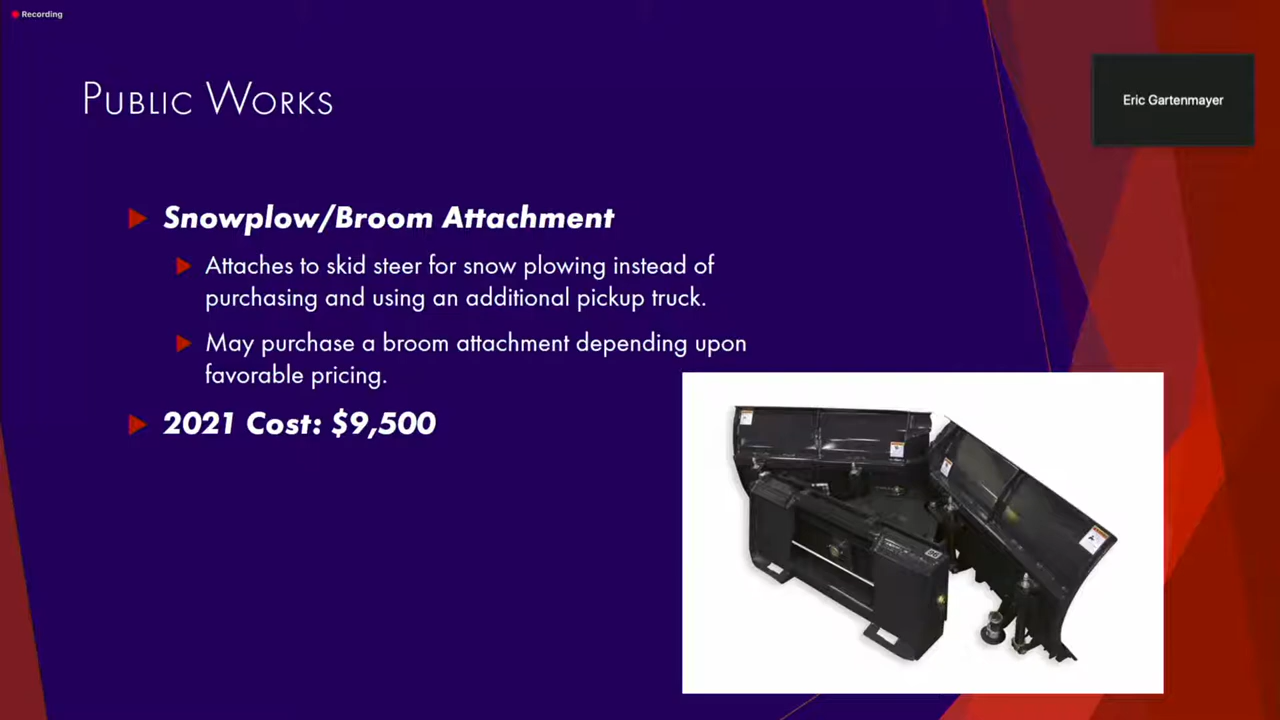 Recording
Public Works
Eric Gartenmayer
Snowplow/Broom Attachment
Attaches to skid steer for snow plowing instead of
purchasing and using an additional pickup truck.
May purchase a broom attachment depending upon
favorable pricing.
2021 Cost: $9,500